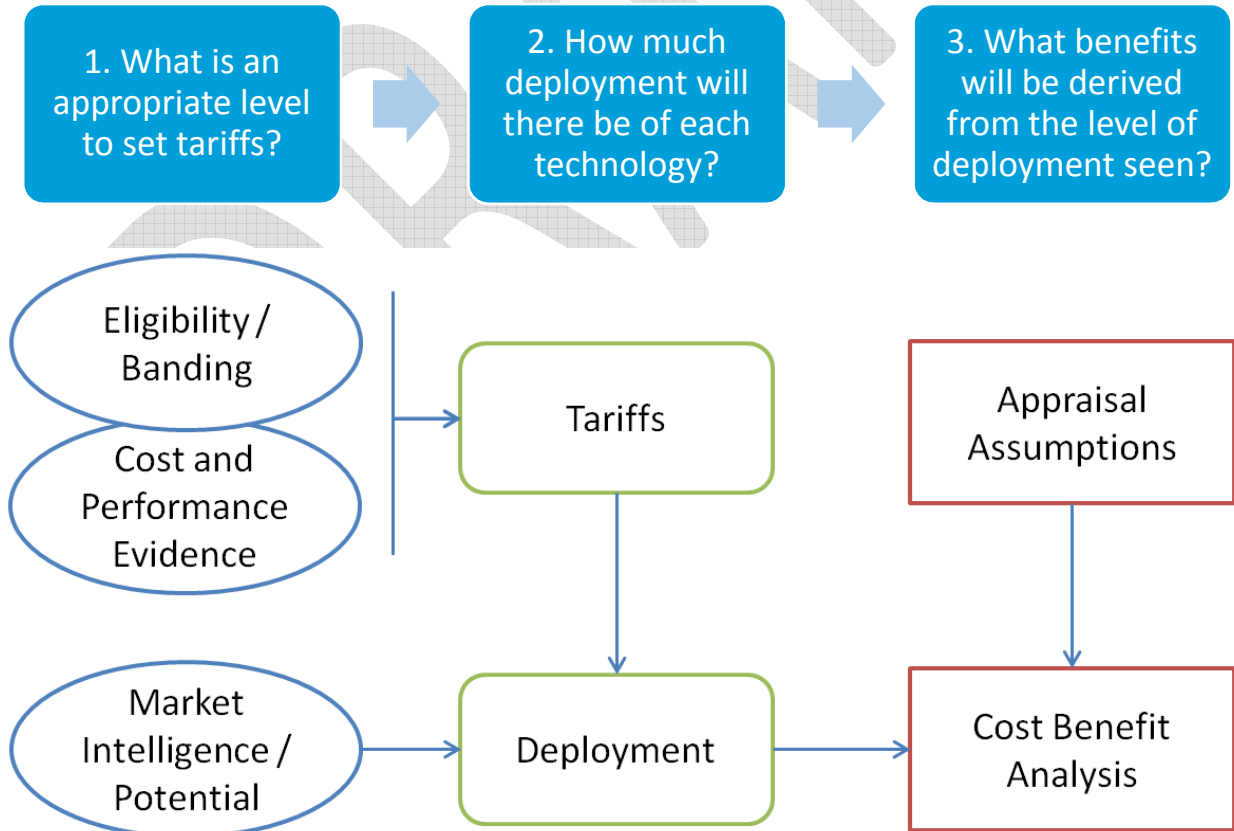 1. What is an
appropriate level
to set tariffs?
2. How much
deployment will
there be of each
technology?
3. What benefits
will be derived
from the level of
deployment seen?
Eligibility /
Banding
Cost and
Performance
Evidence
Tariffs
Appraisal
Assumptions
Market
Intelligence /
Potential
Deployment
Cost Benefit
Analysis